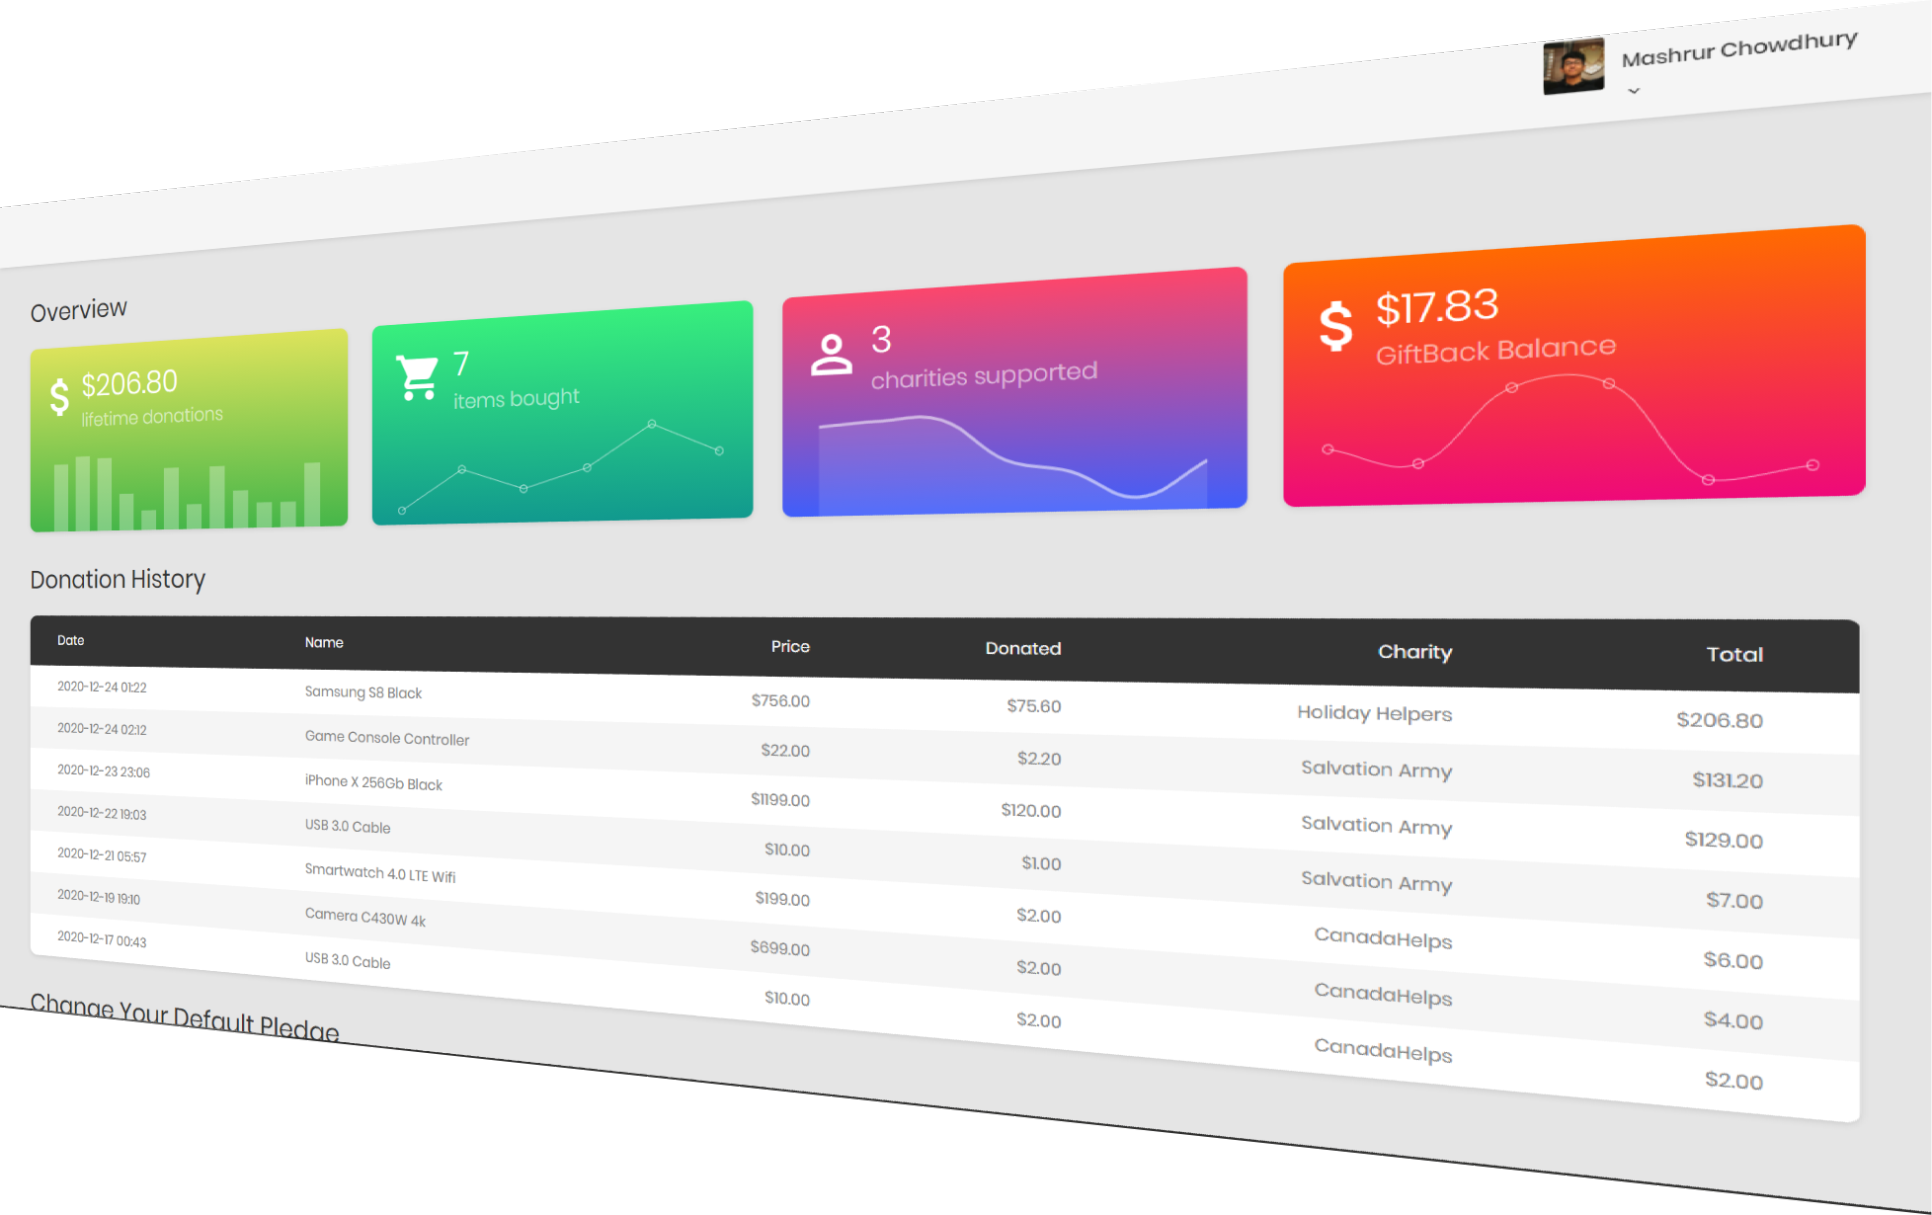 Mashrur Chowdhury
Overview
$206.80
lifetime donations
7
items bought
3
charities supported
$17.83
GiftBack Balance
Donation History
Date Name Price Donated Charity Total
2020-12-24 01:22 Samsung S8 Black $756.00 $75.60 Holiday Helpers $206.80
2020-12-24 02:12 Game Console Controller $22.00 $2.20 Salvation Army $131.20
2020-12-23 23:06 iPhone X 256Gb Black $1199.00 $120.00 Salvation Army $129.00
2020-12-22 19:03 USB 3.0 Cable $10.00 $1.00 Salvation Army $7.00
2020-12-21 05:57 Smartwatch 4.0 LTE Wifi $199.00 $2.00 CanadaHelps $6.00
2020-12-19 19:10 Camera C430W 4k $699.00 $2.00 CanadaHelps $4.00
2020-12-17 00:43 USB 3.0 Cable $10.00 $2.00 CanadaHelps $2.00
Change Your Default Pledge